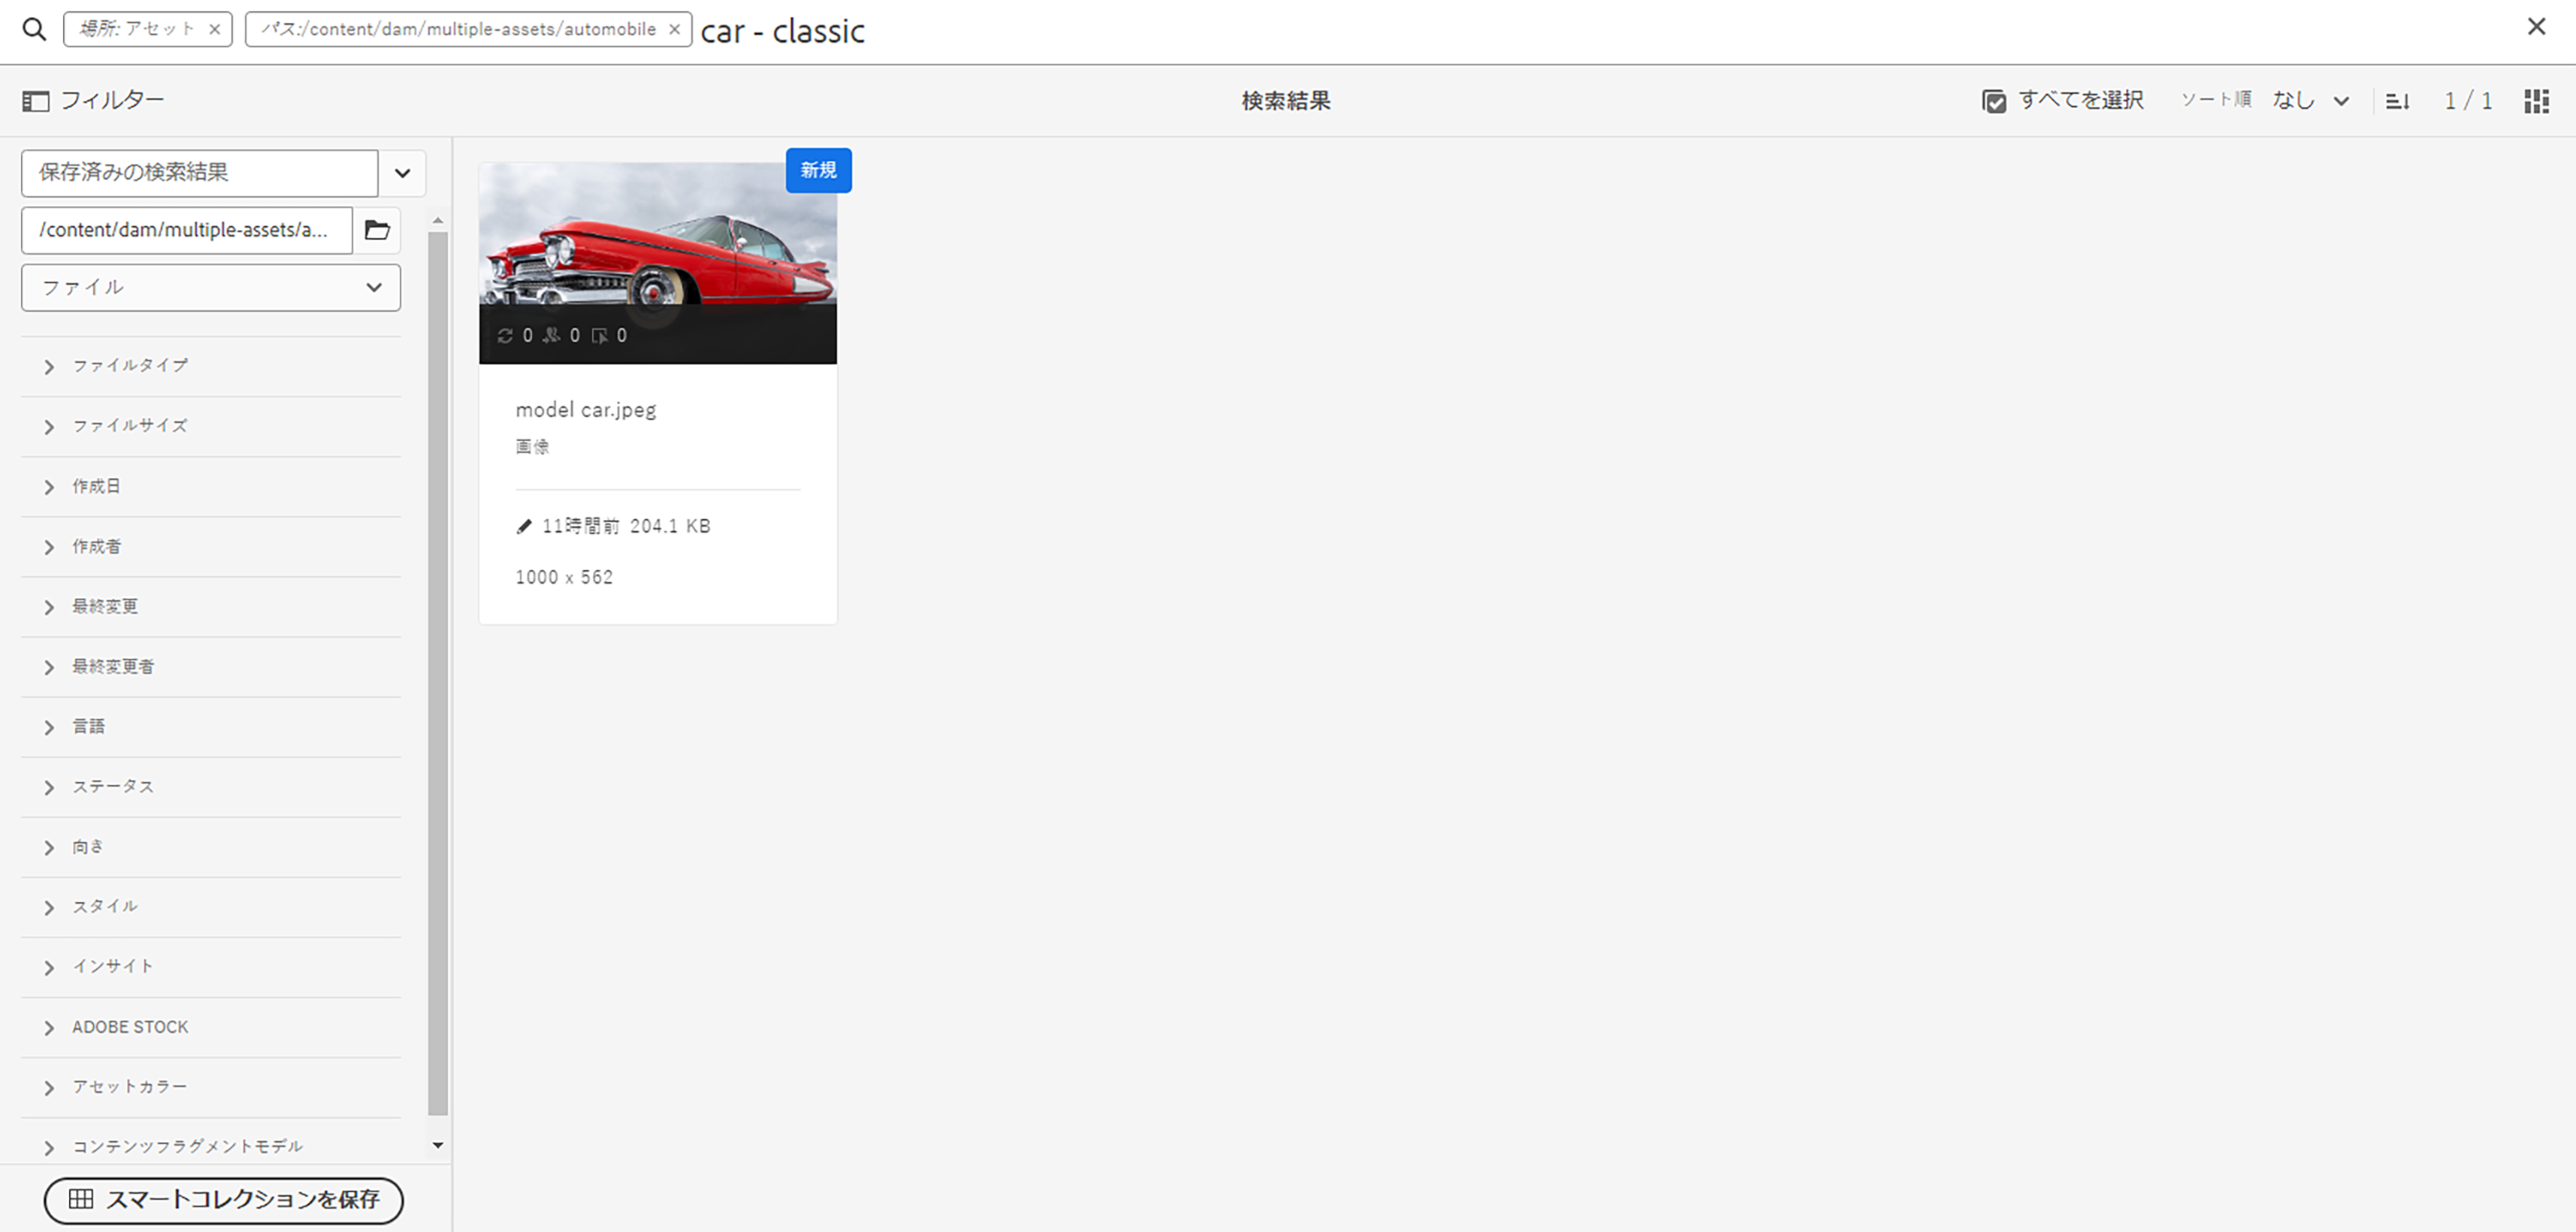 場所: アセット ×  パス:/content/dam/multiple-assets/automobile ×  car - classic
フィルター
検索結果
すべてを選択  ソート順  なし  1 / 1
保存済みの検索結果
/content/dam/multiple-assets/a...
ファイル
ファイルタイプ
ファイルサイズ
作成日
作成者
最終変更
最終変更者
言語
ステータス
向き
スタイル
インサイト
ADOBE STOCK
アセットカラー
コンテンツフラグメントモデル
スマートコレクションを保存
新規
0 0 0
model car.jpeg
画像
11時間前 204.1 KB
1000 x 562